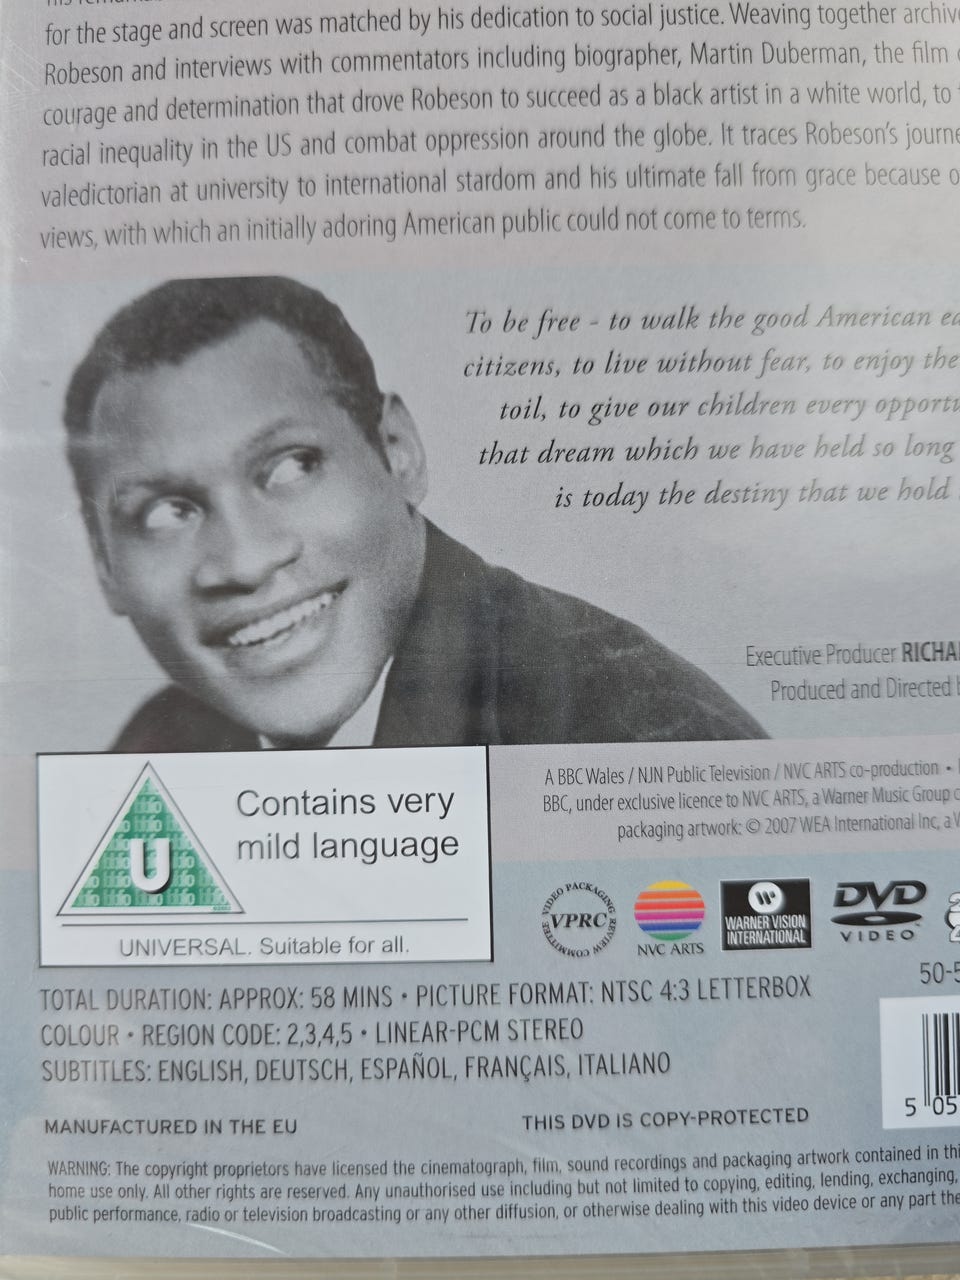 for the stage and screen was matched by his dedication to social justice. Weaving together archiv
Robeson and interviews with commentators including biographer, Martin Duberman, the film
courage and determination that drove Robeson to succeed as a black artist in a white world, to
racial inequality in the US and combat oppression around the globe. It traces Robeson's journe
valedictorian at university to international stardom and his ultimate fall from grace because o
views, with which an initially adoring American public could not come to terms.
To be free - to walk the good American ea
citizens, to live without fear, to enjoy the
toil, to give our children every opportu
that dream which we have held so long
is today the destiny that we hold
Executive Producer RICHA
Produced and Directed b
A BBC Wales / NJN Public Television / NVC ARTS co-production •
BBC, under exclusive licence to NVC ARTS, a Warner Music Group c
packaging artwork: © 2007 WEA International Inc, a W
U
Contains very
mild language
UNIVERSAL. Suitable for all.
VIDEO PACKAGING REVIEW COMMITTEE
VPRC
NVC ARTS
WARNER VISION
INTERNATIONAL
DVD
VIDEO
TOTAL DURATION: APPROX: 58 MINS • PICTURE FORMAT: NTSC 4:3 LETTERBOX
50-5
COLOUR • REGION CODE: 2,3,4,5 • LINEAR-PCM STEREO
SUBTITLES: ENGLISH, DEUTSCH, ESPAÑOL, FRANÇAIS, ITALIANO
5 05
MANUFACTURED IN THE EU
THIS DVD IS COPY-PROTECTED
WARNING: The copyright proprietors have licensed the cinematograph, film, sound recordings and packaging artwork contained in thi
home use only. All other rights are reserved. Any unauthorised use including but not limited to copying, editing, lending, exchanging,
public performance, radio or television broadcasting or any other diffusion, or otherwise dealing with this video device or any part the